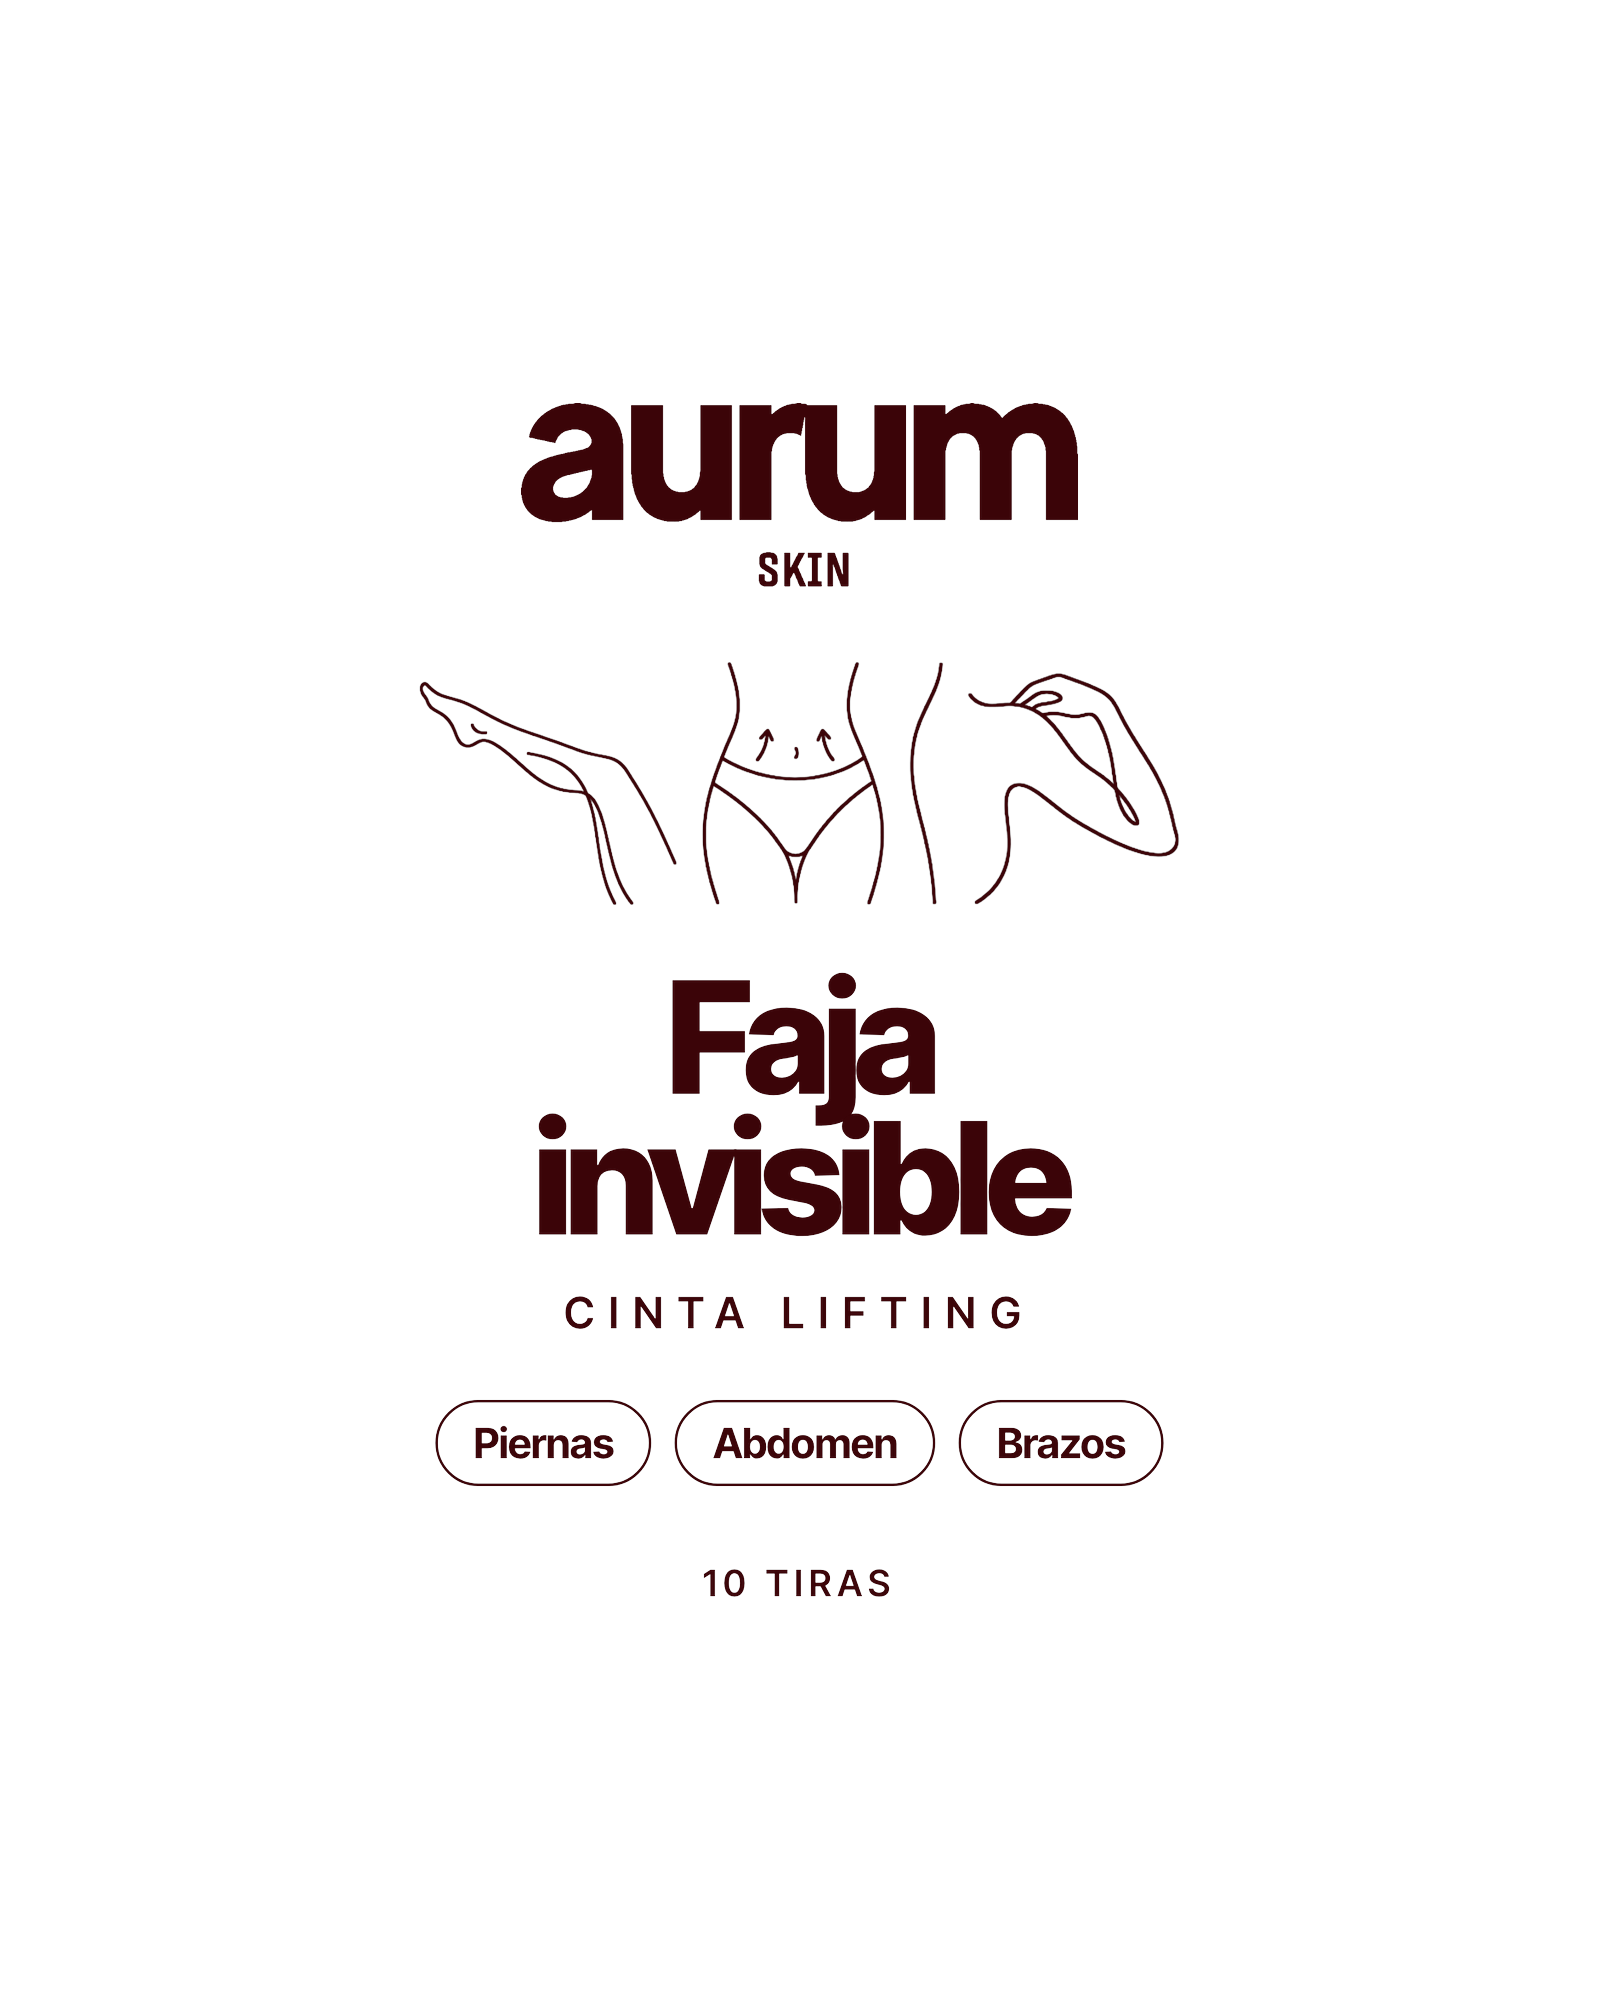 aurum
SKIN
Faja
invisible
CINTA LIFTING
Piernas Abdomen Brazos
10 TIRAS